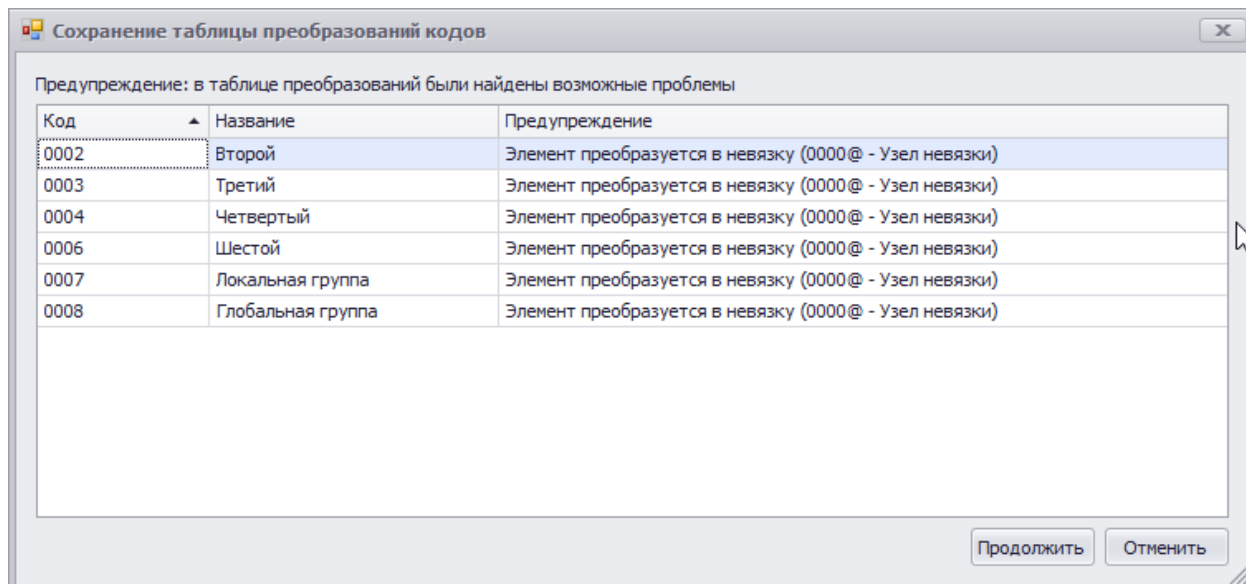 Сохранение таблицы преобразований кодов
Предупреждение: в таблице преобразований были найдены возможные проблемы
Код Название Предупреждение
0002 Второй Элемент преобразуется в невязку (0000@ - Узел невязки)
0003 Третий Элемент преобразуется в невязку (0000@ - Узел невязки)
0004 Четвертый Элемент преобразуется в невязку (0000@ - Узел невязки)
0006 Шестой Элемент преобразуется в невязку (0000@ - Узел невязки)
0007 Локальная группа Элемент преобразуется в невязку (0000@ - Узел невязки)
0008 Глобальная группа Элемент преобразуется в невязку (0000@ - Узел невязки)
Продолжить Отменить